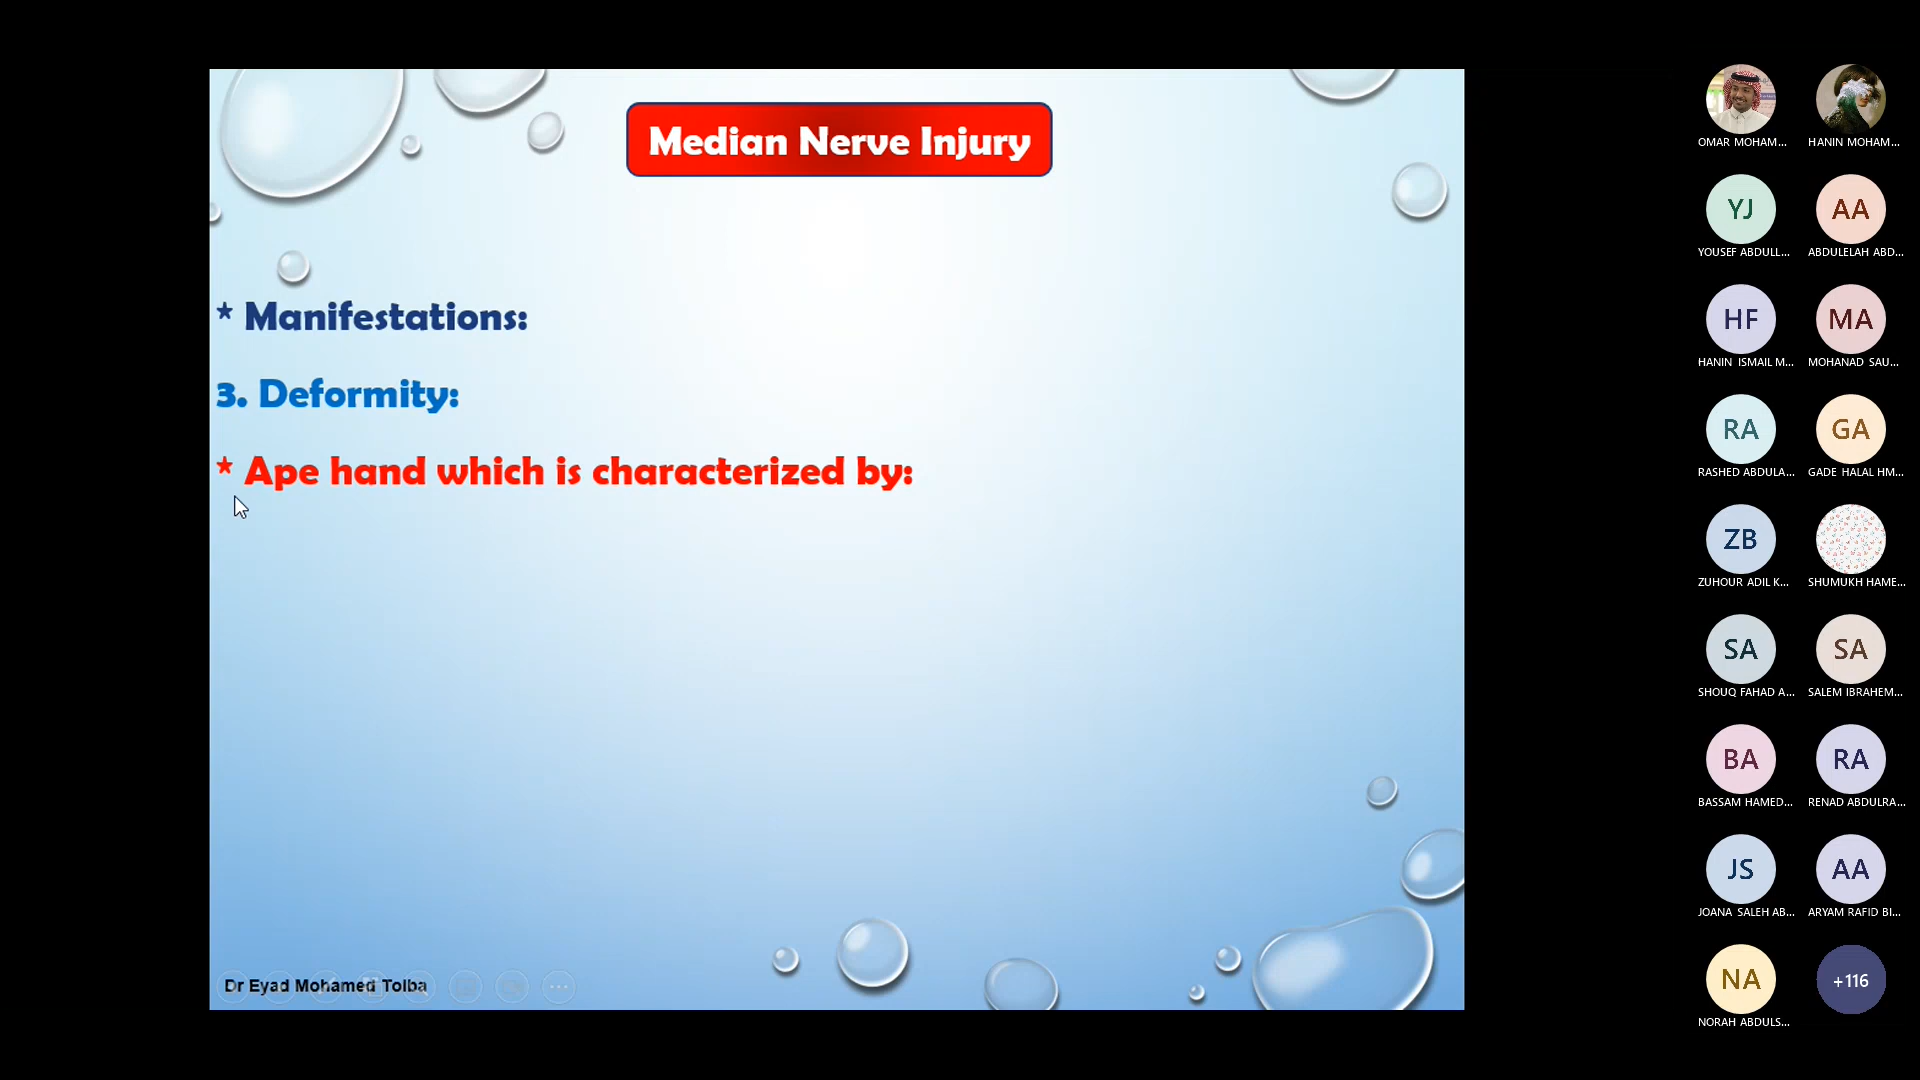 Median Nerve Injury
* Manifestations:
3. Deformity:
* Ape hand which is characterized by:
Dr Eyad Mohamed Tolba
OMAR MOHAM...
HANIN MOHAM...
YJ
AA
YOUSEF ABDULL...
ABDULELAH ABD...
HF
MA
HANIN ISMAIL M...
MOHANAD SAU...
RA
GA
RASHED ABDULA...
GADE HALAL HM...
ZB
ZUHOUR ADIL K...
SHUMUKH HAME...
SA
SA
SHOUQ FAHAD A...
SALEM IBRAHEM...
BA
RA
BASSAM HAMED...
RENAD ABDULRA...
JS
AA
JOANA SALEH AB...
ARYAM RAFID BI...
NA
+116
NORAH ABDULS...